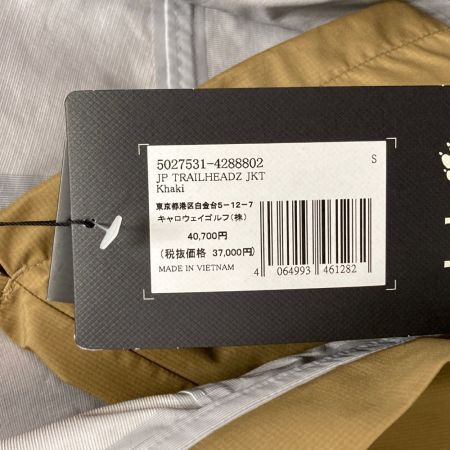 5027531-4288802
S
JP TRAILHEADZ JKT
Khaki
東京都港区白金台5-12-7
キャロウェイゴルフ(株)
40,700円
(税抜価格 37,000円)
MADE IN VIETNAM
4 064993 461282